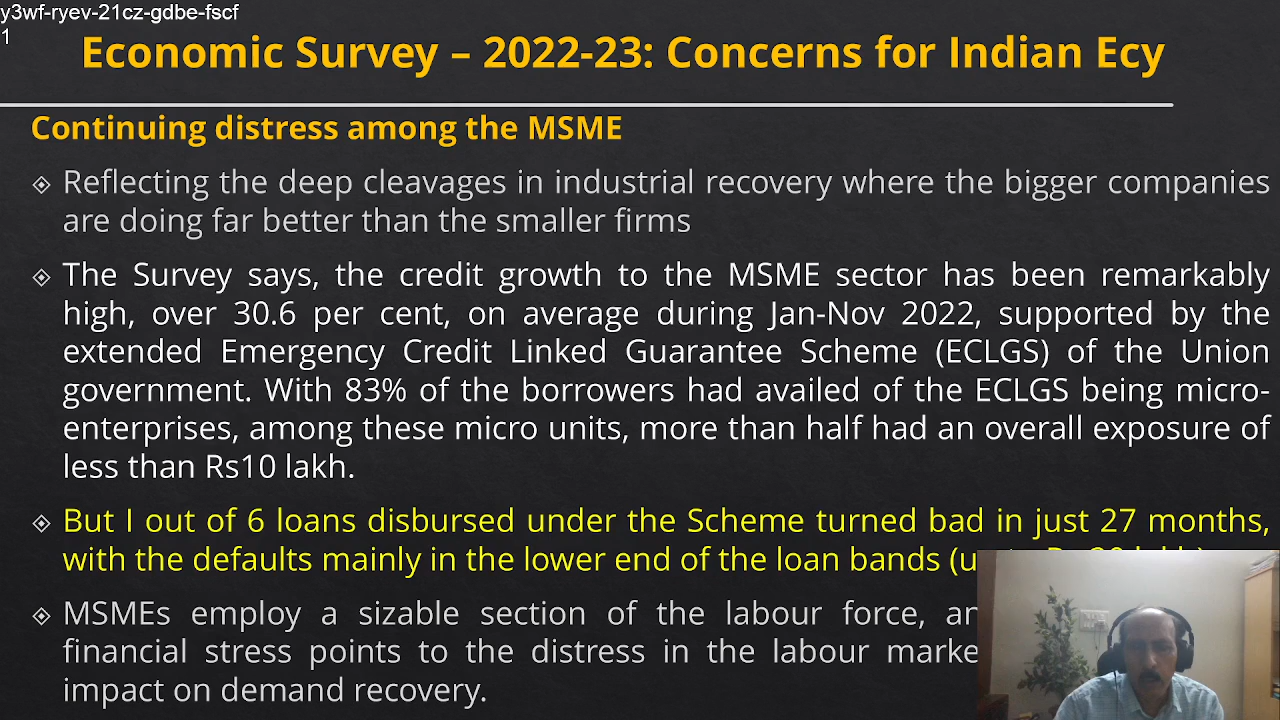 y3wf-ryev-21cz-gdbe-fscf
1
Economic Survey – 2022-23: Concerns for Indian Ecy
Continuing distress among the MSME
Reflecting the deep cleavages in industrial recovery where the bigger companies
are doing far better than the smaller firms
The Survey says, the credit growth to the MSME sector has been remarkably
high, over 30.6 per cent, on average during Jan-Nov 2022, supported by the
extended Emergency Credit Linked Guarantee Scheme (ECLGS) of the Union
government. With 83% of the borrowers had availed of the ECLGS being micro-
enterprises, among these micro units, more than half had an overall exposure of
less than Rs10 lakh.
But I out of 6 loans disbursed under the Scheme turned bad in just 27 months,
with the defaults mainly in the lower end of the loan bands
MSMEs employ a sizable section of the labour force,
financial stress points to the distress in the labour
impact on demand recovery.